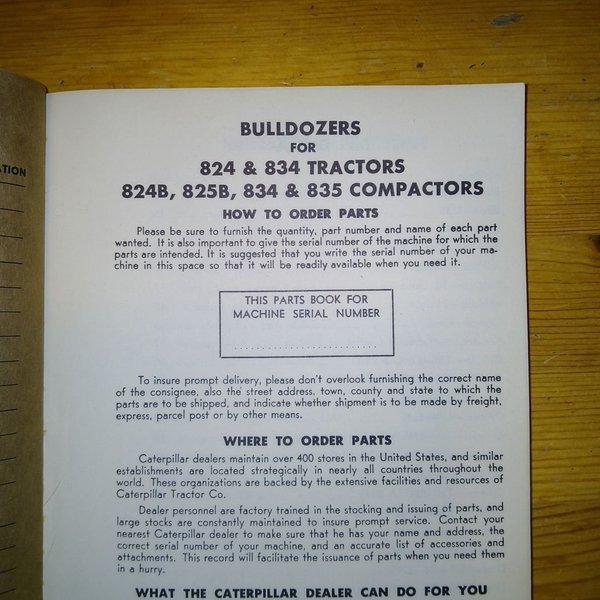 TION
BULLDOZERS
FOR
824 & 834 TRACTORS
824B, 825B, 834 & 835 COMPACTORS
HOW TO ORDER PARTS
Please be sure to furnish the quantity, part number and name of each part
wanted. It is also important to give the serial number of the machine for which the
parts are intended. It is suggested that you write the serial number of your ma-
chine in this space so that it will be readily available when you need it.
THIS PARTS BOOK FOR
MACHINE SERIAL NUMBER
..........................
To insure prompt delivery, please don't overlook furnishing the correct name
of the consignee, also the street address, town, county and state to which the
parts are to be shipped, and indicate whether shipment is to be made by freight,
express, parcel post or by other means.
WHERE TO ORDER PARTS
Caterpillar dealers maintain over 400 stores in the United States, and similar
establishments are located strategically in nearly all countries throughout the
world. These organizations are backed by the extensive facilities and resources of
Caterpillar Tractor Co.
Dealer personnel are factory trained in the stocking and issuing of parts, and
large stocks are constantly maintained to insure prompt service. Contact your
nearest Caterpillar dealer to make sure that he has your name and address, the
correct serial number of your machine, and an accurate list of accessories and
attachments. This record will facilitate the issuance of parts when you need them
in a hurry.
WHAT THE CATERPILLAR DEALER CAN DO FOR YOU